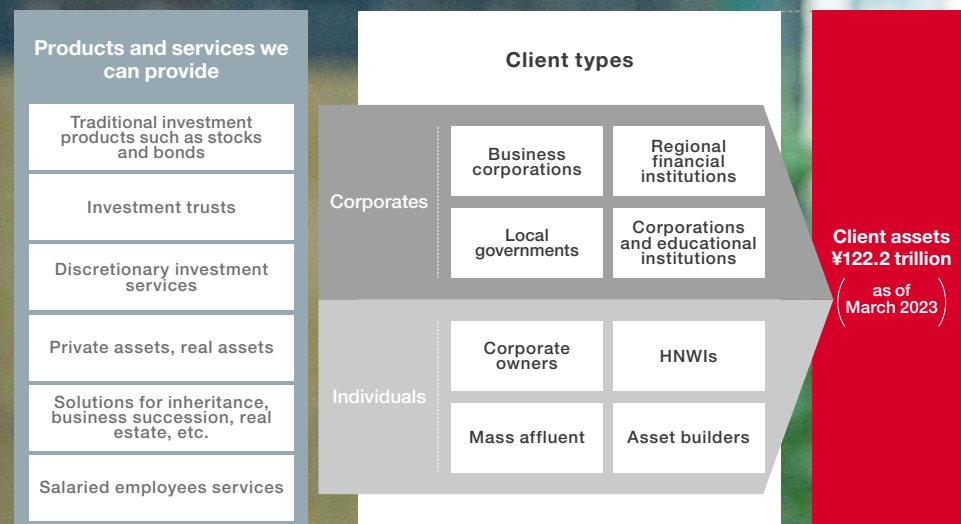 Products and services we
can provide
Traditional investment
products such as stocks
and bonds
Investment trusts
Discretionary investment
services
Private assets, real assets
Solutions for inheritance,
business succession, real
estate, etc.
Salaried employees services
Client types
Corporates
Business
corporations
Regional
financial
institutions
Local
governments
Corporations
and educational
institutions
Individuals
Corporate
owners
HNWIs
Mass affluent
Asset builders
Client assets
¥122.2 trillion
(as of
March 2023)